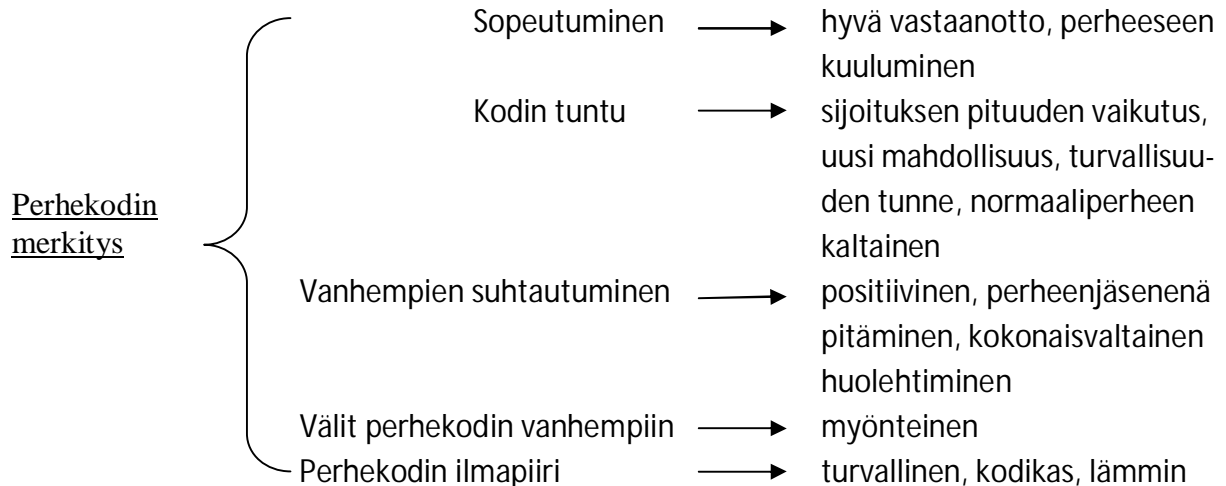 Sopeutuminen hyvä vastaanotto, perheeseen
kuuluminen
Kodin tuntu sijoituksen pituuden vaikutus,
uusi mahdollisuus, turvallisuu-
den tunne, normaaliperheen
kaltainen
Perhekodin
merkitys
Vanhempien suhtautuminen positiivinen, perheenjäsenenä
pitäminen, kokonaisvaltainen
huolehtiminen
Välit perhekodin vanhempiin myönteinen
Perhekodin ilmapiiri turvallinen, kodikas, lämmin